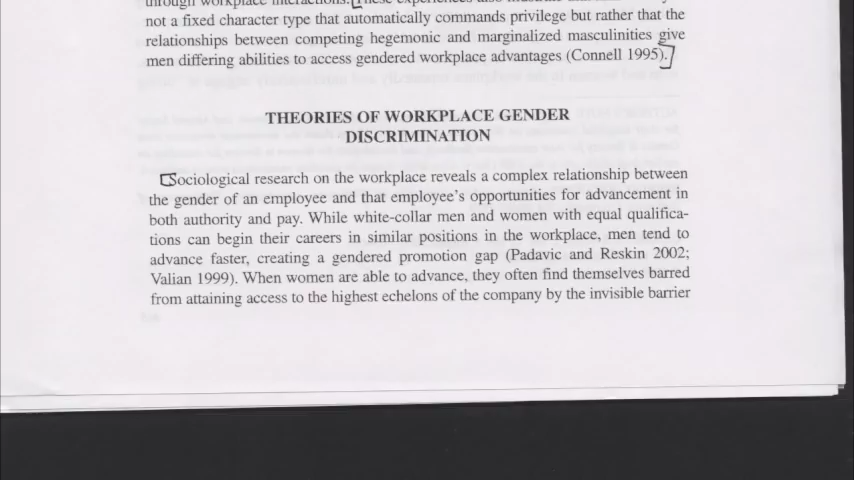 through workplace interactions. These experiences also
not a fixed character type that automatically commands privilege but rather that the
relationships between competing hegemonic and marginalized masculinities give
men differing abilities to access gendered workplace advantages (Connell 1995).
THEORIES OF WORKPLACE GENDER
DISCRIMINATION
Sociological research on the workplace reveals a complex relationship between
the gender of an employee and that employee's opportunities for advancement in
both authority and pay. While white-collar men and women with equal qualifica-
tions can begin their careers in similar positions in the workplace, men tend to
advance faster, creating a gendered promotion gap (Padavic and Reskin 2002;
Valian 1999). When women are able to advance, they often find themselves barred
from attaining access to the highest echelons of the company by the invisible barrier